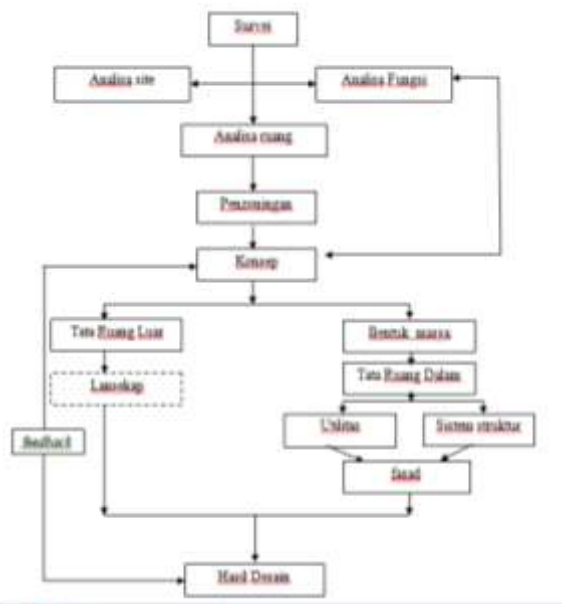 Survei
Analisa site
Analisa Fungsi
Analisa ruang
Penzoningan
Konsep
Tata Ruang Luar
Bentuk massa
Lansekap
Tata Ruang Dalam
Utilitas
Sistem struktur
feedback
fasad
Hasil Desain